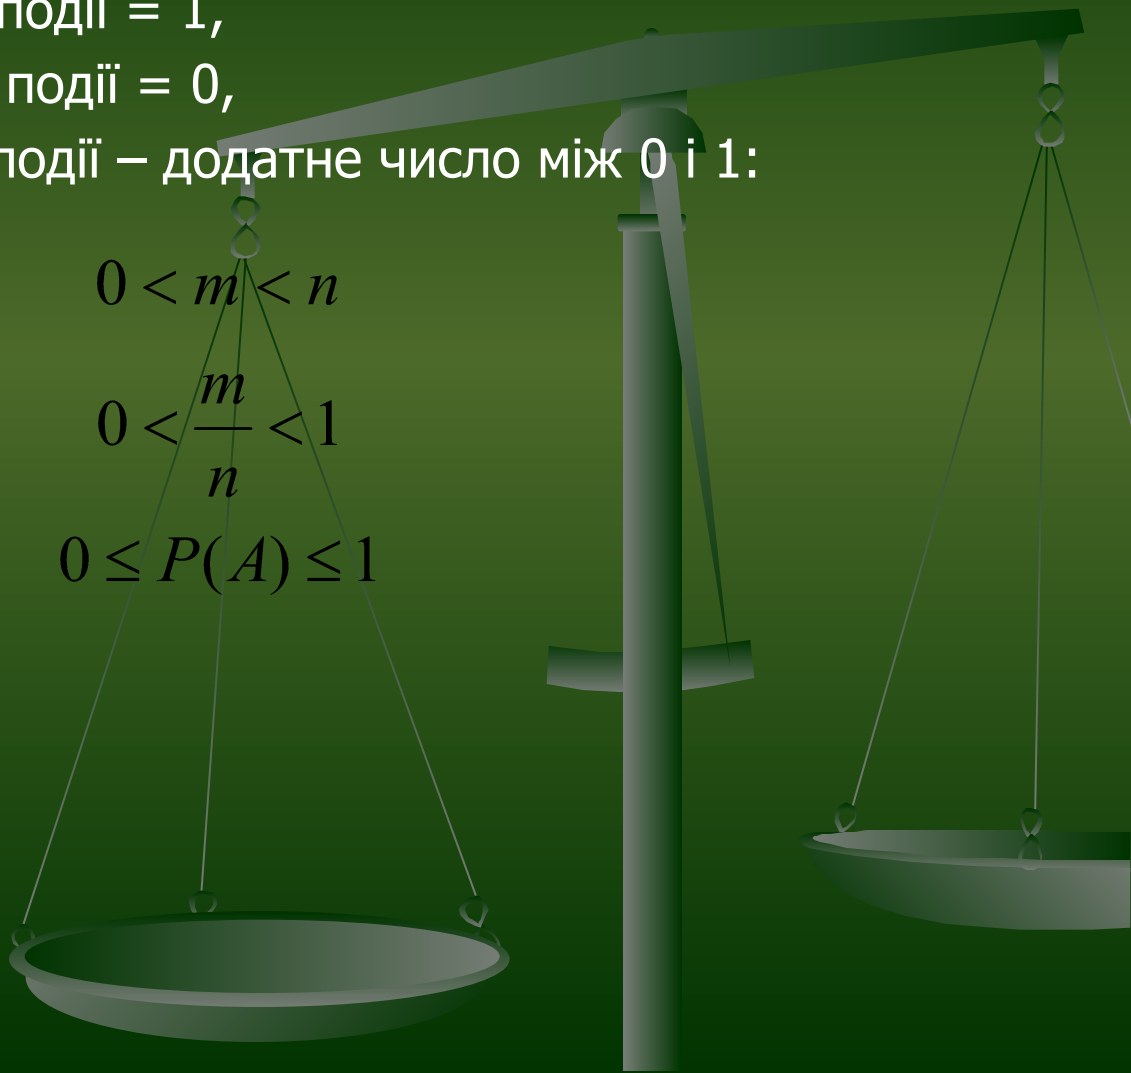 події = 1,
події = 0,
події – додатне число між 0 і 1:
0 < m < n
0 < m/n < 1
0 ≤ P(A) ≤ 1